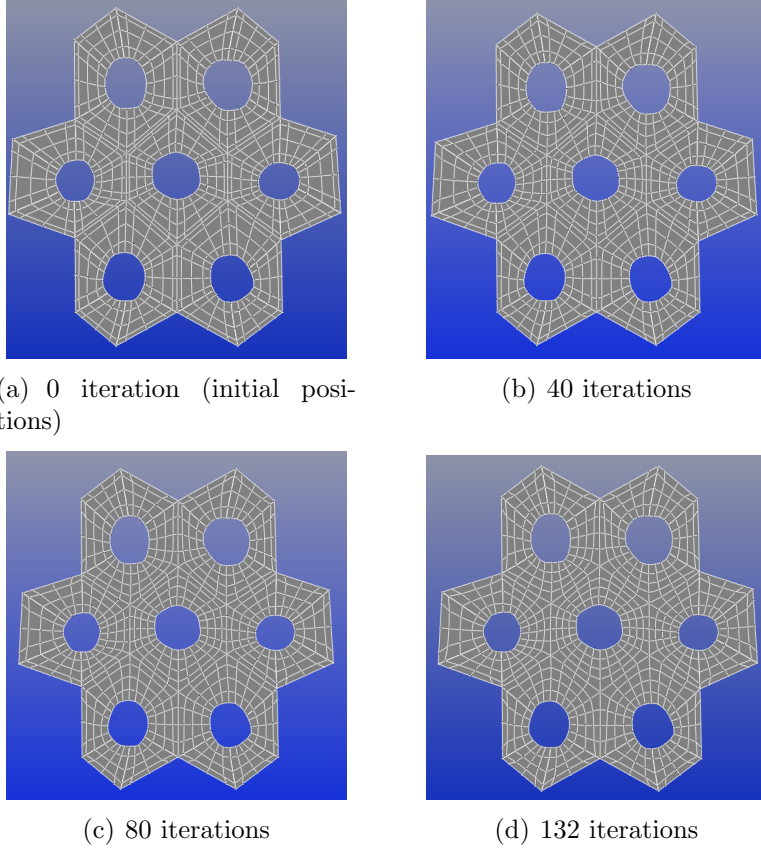 (a) 0 iteration (initial posi-
tions)
(b) 40 iterations
(c) 80 iterations
(d) 132 iterations